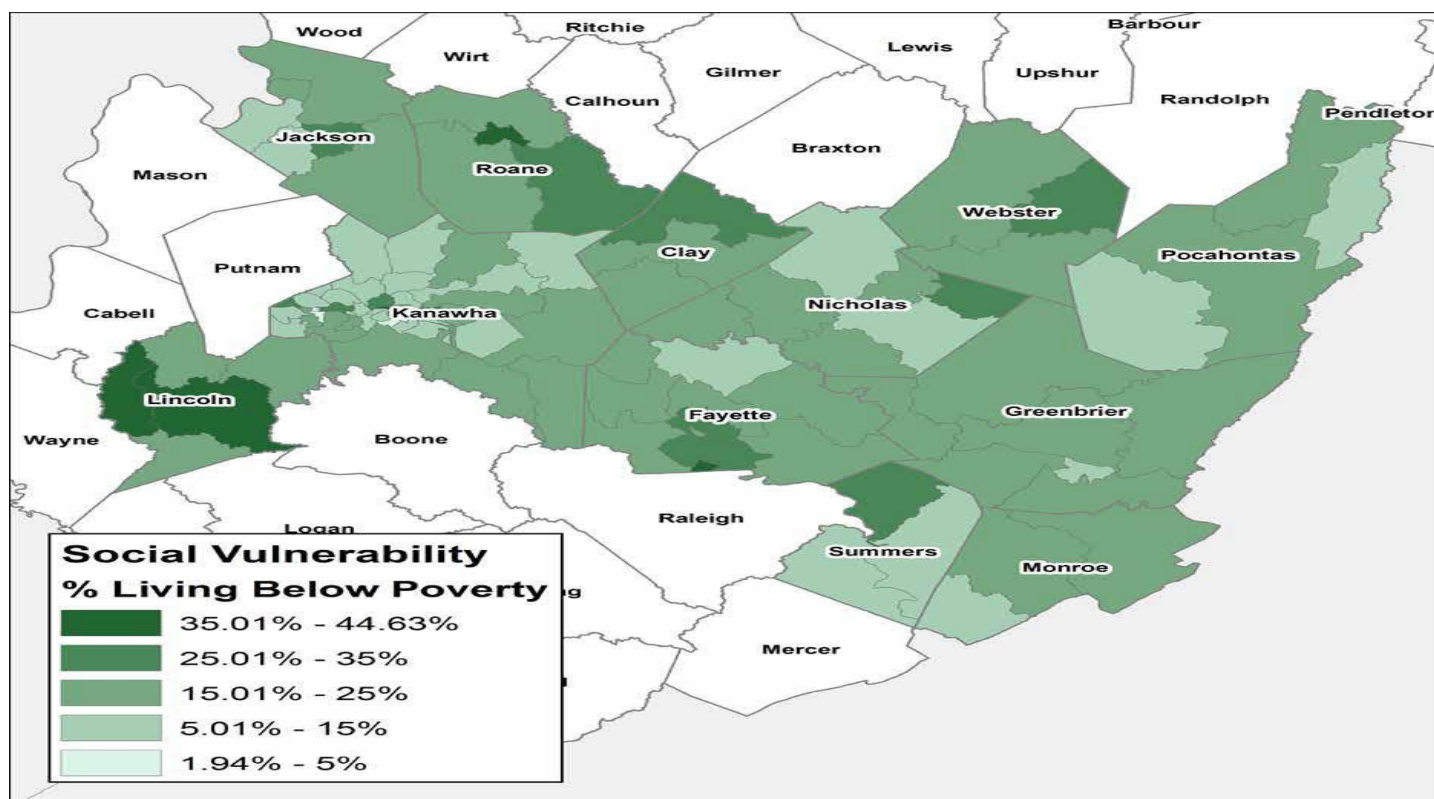 Wood
Ritchie
Barbour
Wirt
Lewis
Gilmer
Upshur
Calhoun
Randolph
Pendleton
Jackson
Braxton
Roane
Mason
Webster
Clay
Pocahontas
Putnam
Nicholas
Cabell
Kanawha
Lincoln
Greenbrier
Fayette
Wayne
Boone
Raleigh
Logan
Summers
Monroe
Mercer
Social Vulnerability
% Living Below Poverty
35.01% - 44.63%
25.01% - 35%
15.01% - 25%
5.01% - 15%
1.94% - 5%